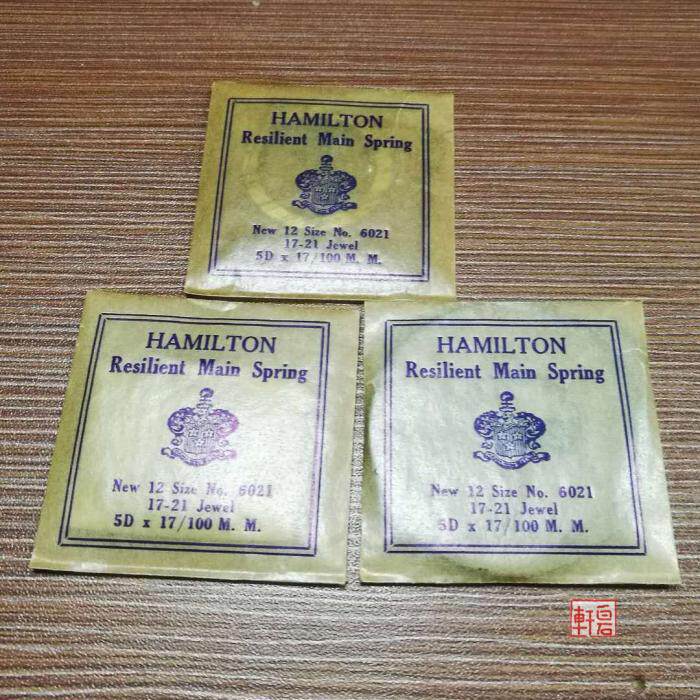 HAMILTON
Resilient Main Spring
New 12 Size No. 6021
17-21 Jewel
5D x 17/100 M. M.
HAMILTON
Resilient Main Spring
New 12 Size No. 6021
17-21 Jewel
5D x 17/100 M. M.
HAMILTON
Resilient Main Spring
New 12 Size No. 6021
17-21 Jewel
5D x 17/100 M. M.